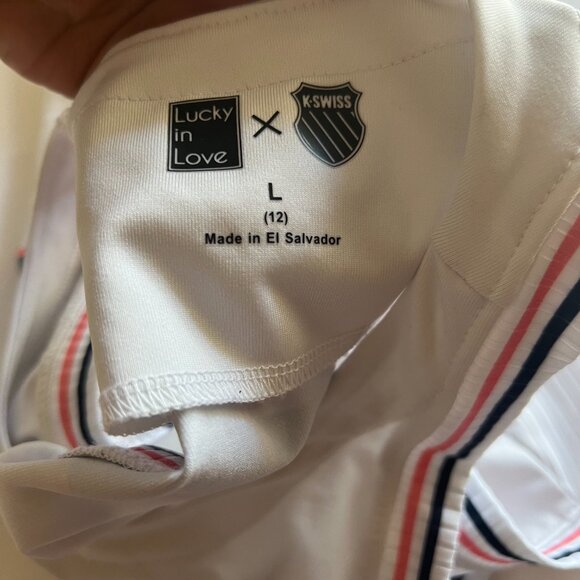 Lucky
in
Love
X
K·SWISS
L
(12)
Made in El Salvador